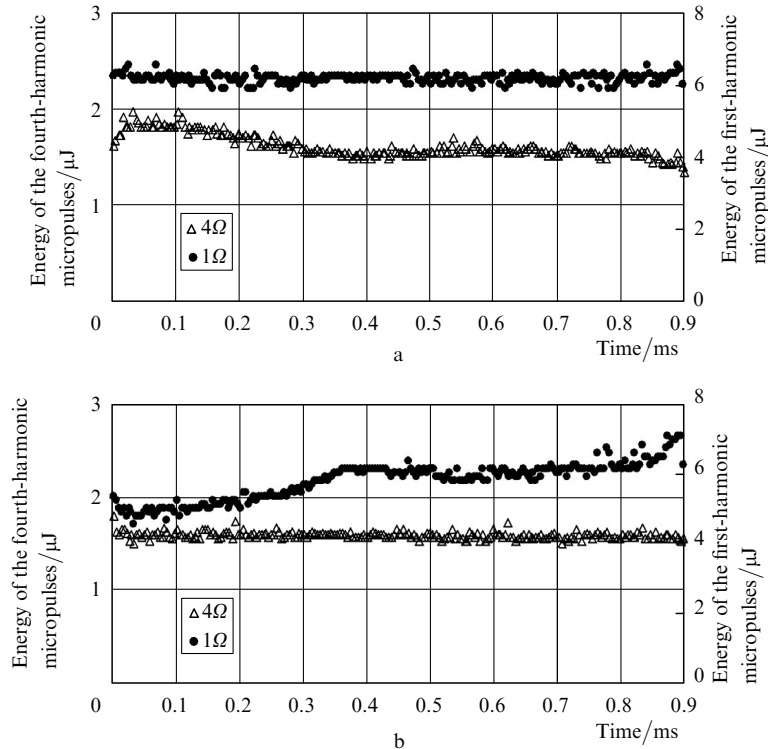 3
2
1
0
Energy of the fourth-harmonic
micropulses/μJ
8
6
4
2
0
Energy of the first-harmonic
micropulses/μJ
4Ω
1Ω
0.1 0.2 0.3 0.4 0.5 0.6 0.7 0.8 0.9
Time/ms
a
3
2
1
0
Energy of the fourth-harmonic
micropulses/μJ
8
6
4
2
0
Energy of the first-harmonic
micropulses/μJ
4Ω
1Ω
0.1 0.2 0.3 0.4 0.5 0.6 0.7 0.8 0.9
Time/ms
b